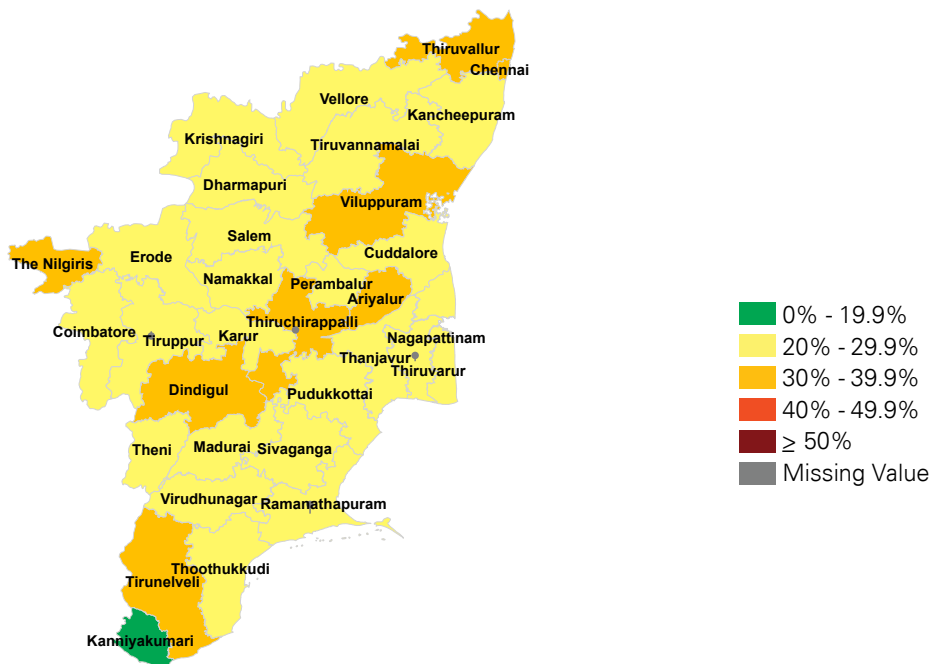 Thiruvallur
Chennai
Vellore
Kancheepuram
Krishnagiri
Tiruvannamalai
Dharmapuri
Viluppuram
Salem
Cuddalore
The Nilgiris
Erode
Namakkal
Perambalur
Ariyalur
Thiruchirappalli
Coimbatore
Tiruppur
Karur
Nagapattinam
Thanjavur
Thiruvarur
Dindigul
Pudukkottai
Theni
Madurai
Sivaganga
Virudhunagar
Ramanathapuram
Thoothukkudi
Tirunelveli
Kanniyakumari
0% - 19.9%
20% - 29.9%
30% - 39.9%
40% - 49.9%
≥ 50%
Missing Value